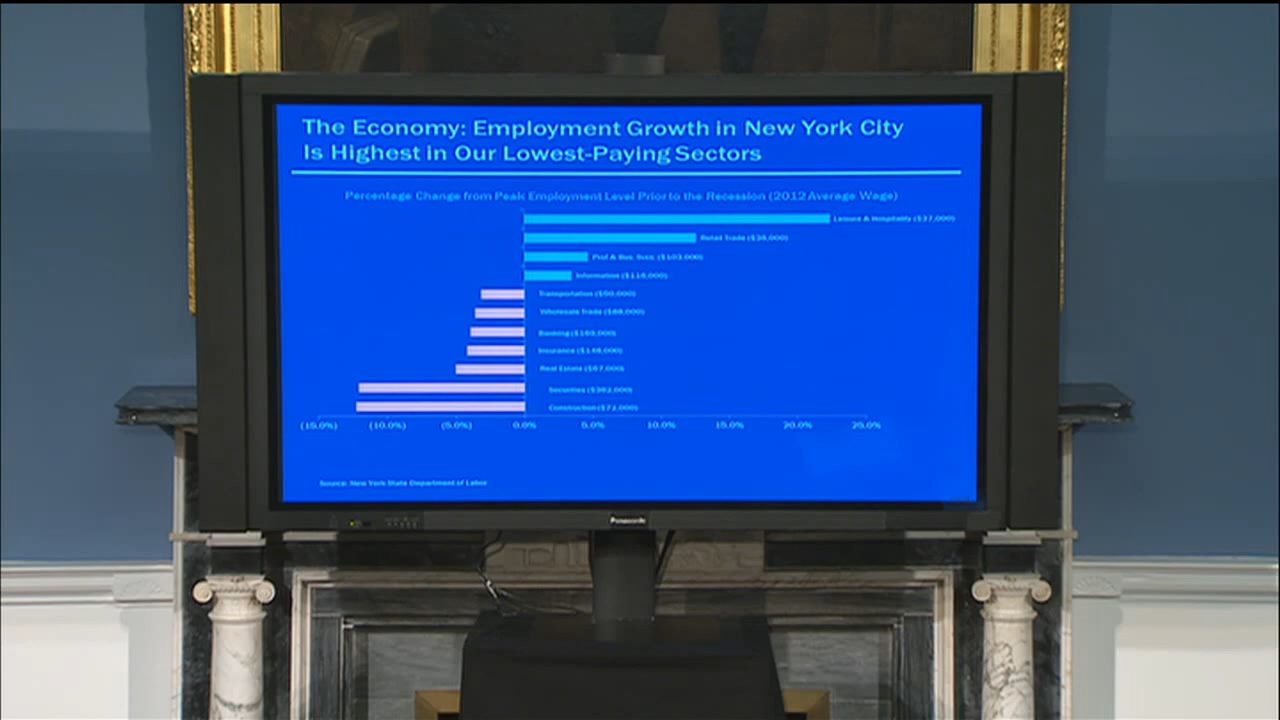 The Economy: Employment Growth in New York City
Is Highest in Our Lowest-Paying Sectors
Percentage Change from Peak Employment Level Prior to the Recession (2012 Average Wage)
Leisure & Hospitality ($37,000)
Retail Trade ($36,000)
Prof & Bus. Svcs. ($103,000)
Information ($116,000)
Transportation ($50,000)
Wholesale Trade ($88,000)
Banking ($169,000)
Insurance ($148,000)
Real Estate ($67,000)
Securities ($362,000)
Construction ($72,000)
(15.0%) (10.0%) (5.0%) 0.0% 5.0% 10.0% 15.0% 20.0% 25.0%
Source: New York State Department of Labor
Panasonic